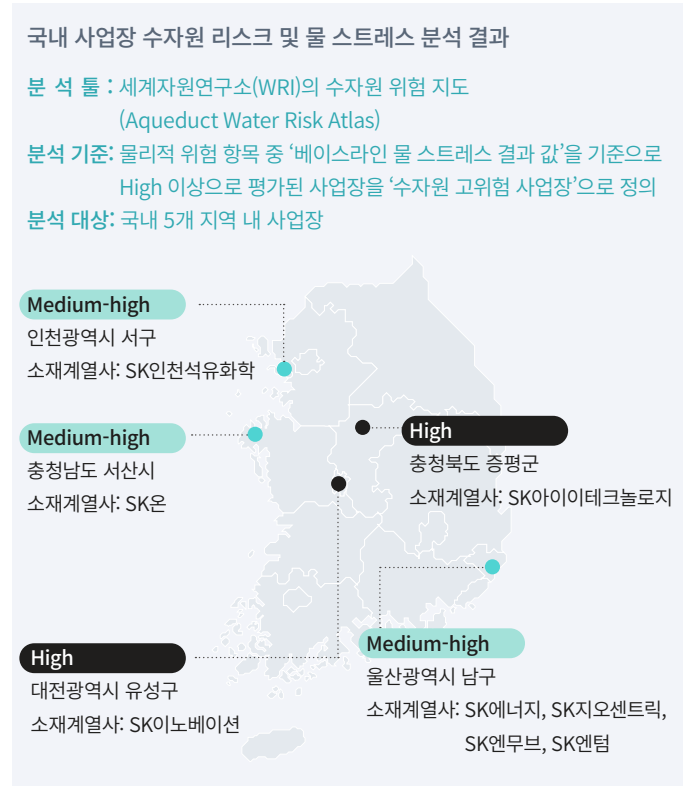 국내 사업장 수자원 리스크 및 물 스트레스 분석 결과
분 석 툴 : 세계자원연구소(WRI)의 수자원 위험 지도
(Aqueduct Water Risk Atlas)
분석 기준: 물리적 위험 항목 중 ‘베이스라인 물 스트레스 결과 값’을 기준으로
High 이상으로 평가된 사업장을 ‘수자원 고위험 사업장’으로 정의
분석 대상: 국내 5개 지역 내 사업장
Medium-high
인천광역시 서구
소재계열사: SK인천석유화학
Medium-high
충청남도 서산시
소재계열사: SK온
High
충청북도 증평군
소재계열사: SK아이이테크놀로지
High
대전광역시 유성구
소재계열사: SK이노베이션
Medium-high
울산광역시 남구
소재계열사: SK에너지, SK지오센트릭,
SK엔무브, SK엔텀